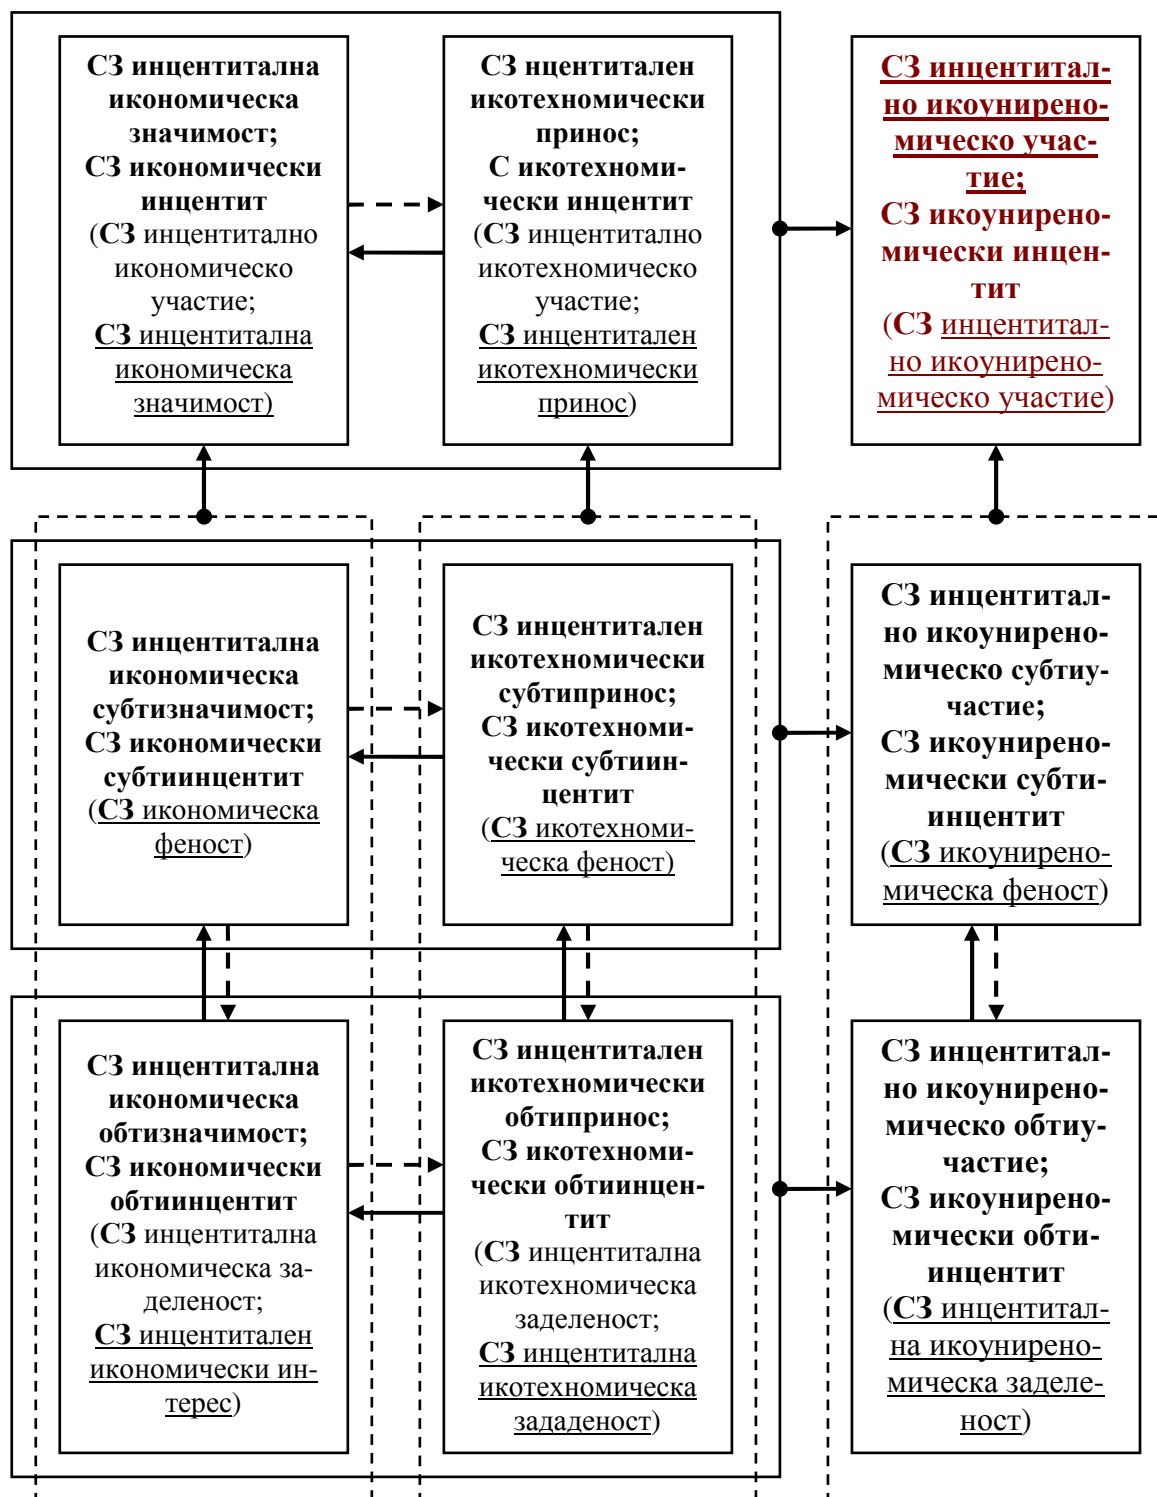 СЗ инцентитална
икономическа
значимост;
СЗ икономически
инцентит
(СЗ инцентитално
икономическо
участие;
СЗ инцентитална
икономическа
значимост)
СЗ нцентитален
икотехномически
принос;
С икотехноми-
чески инцентит
(СЗ инцентитално
икотехномическо
участие;
СЗ инцентитален
икотехномически
принос)
СЗ инцентитал-
но икоунирено-
мическо учас-
тие;
СЗ икоунирено-
мически инцен-
тит
(СЗ инцентитал-
но икоунирено-
мическо участие)
СЗ инцентитална
икономическа
субтизначимост;
СЗ икономически
субтиинцентит
(СЗ икономическа
феност)
СЗ инцентитален
икотехномически
субтипринос;
СЗ икотехноми-
чески субтиин-
центит
(СЗ икотехноми-
ческа феност)
СЗ инцентитал-
но икоунирено-
мическо субтиу-
частие;
СЗ икоунирено-
мически субти-
инцентит
(СЗ икоунирено-
мическа феност)
СЗ инцентитална
икономическа
обтизначимост;
СЗ икономически
обтиинцентит
(СЗ инцентитална
икономическа за-
деленост;
СЗ инцентитален
икономически ин-
терес)
СЗ инцентитален
икотехномически
обтипринос;
СЗ икотехноми-
чески обтиинцен-
тит
(СЗ инцентитална
икотехномическа
заделеност;
СЗ инцентитална
икотехномическа
зададеност)
СЗ инцентитал-
но икоунирено-
мическо обтиу-
частие;
СЗ икоунирено-
мически обти-
инцентит
(СЗ инцентитал-
на икоунирено-
мическа заделе-
ност)